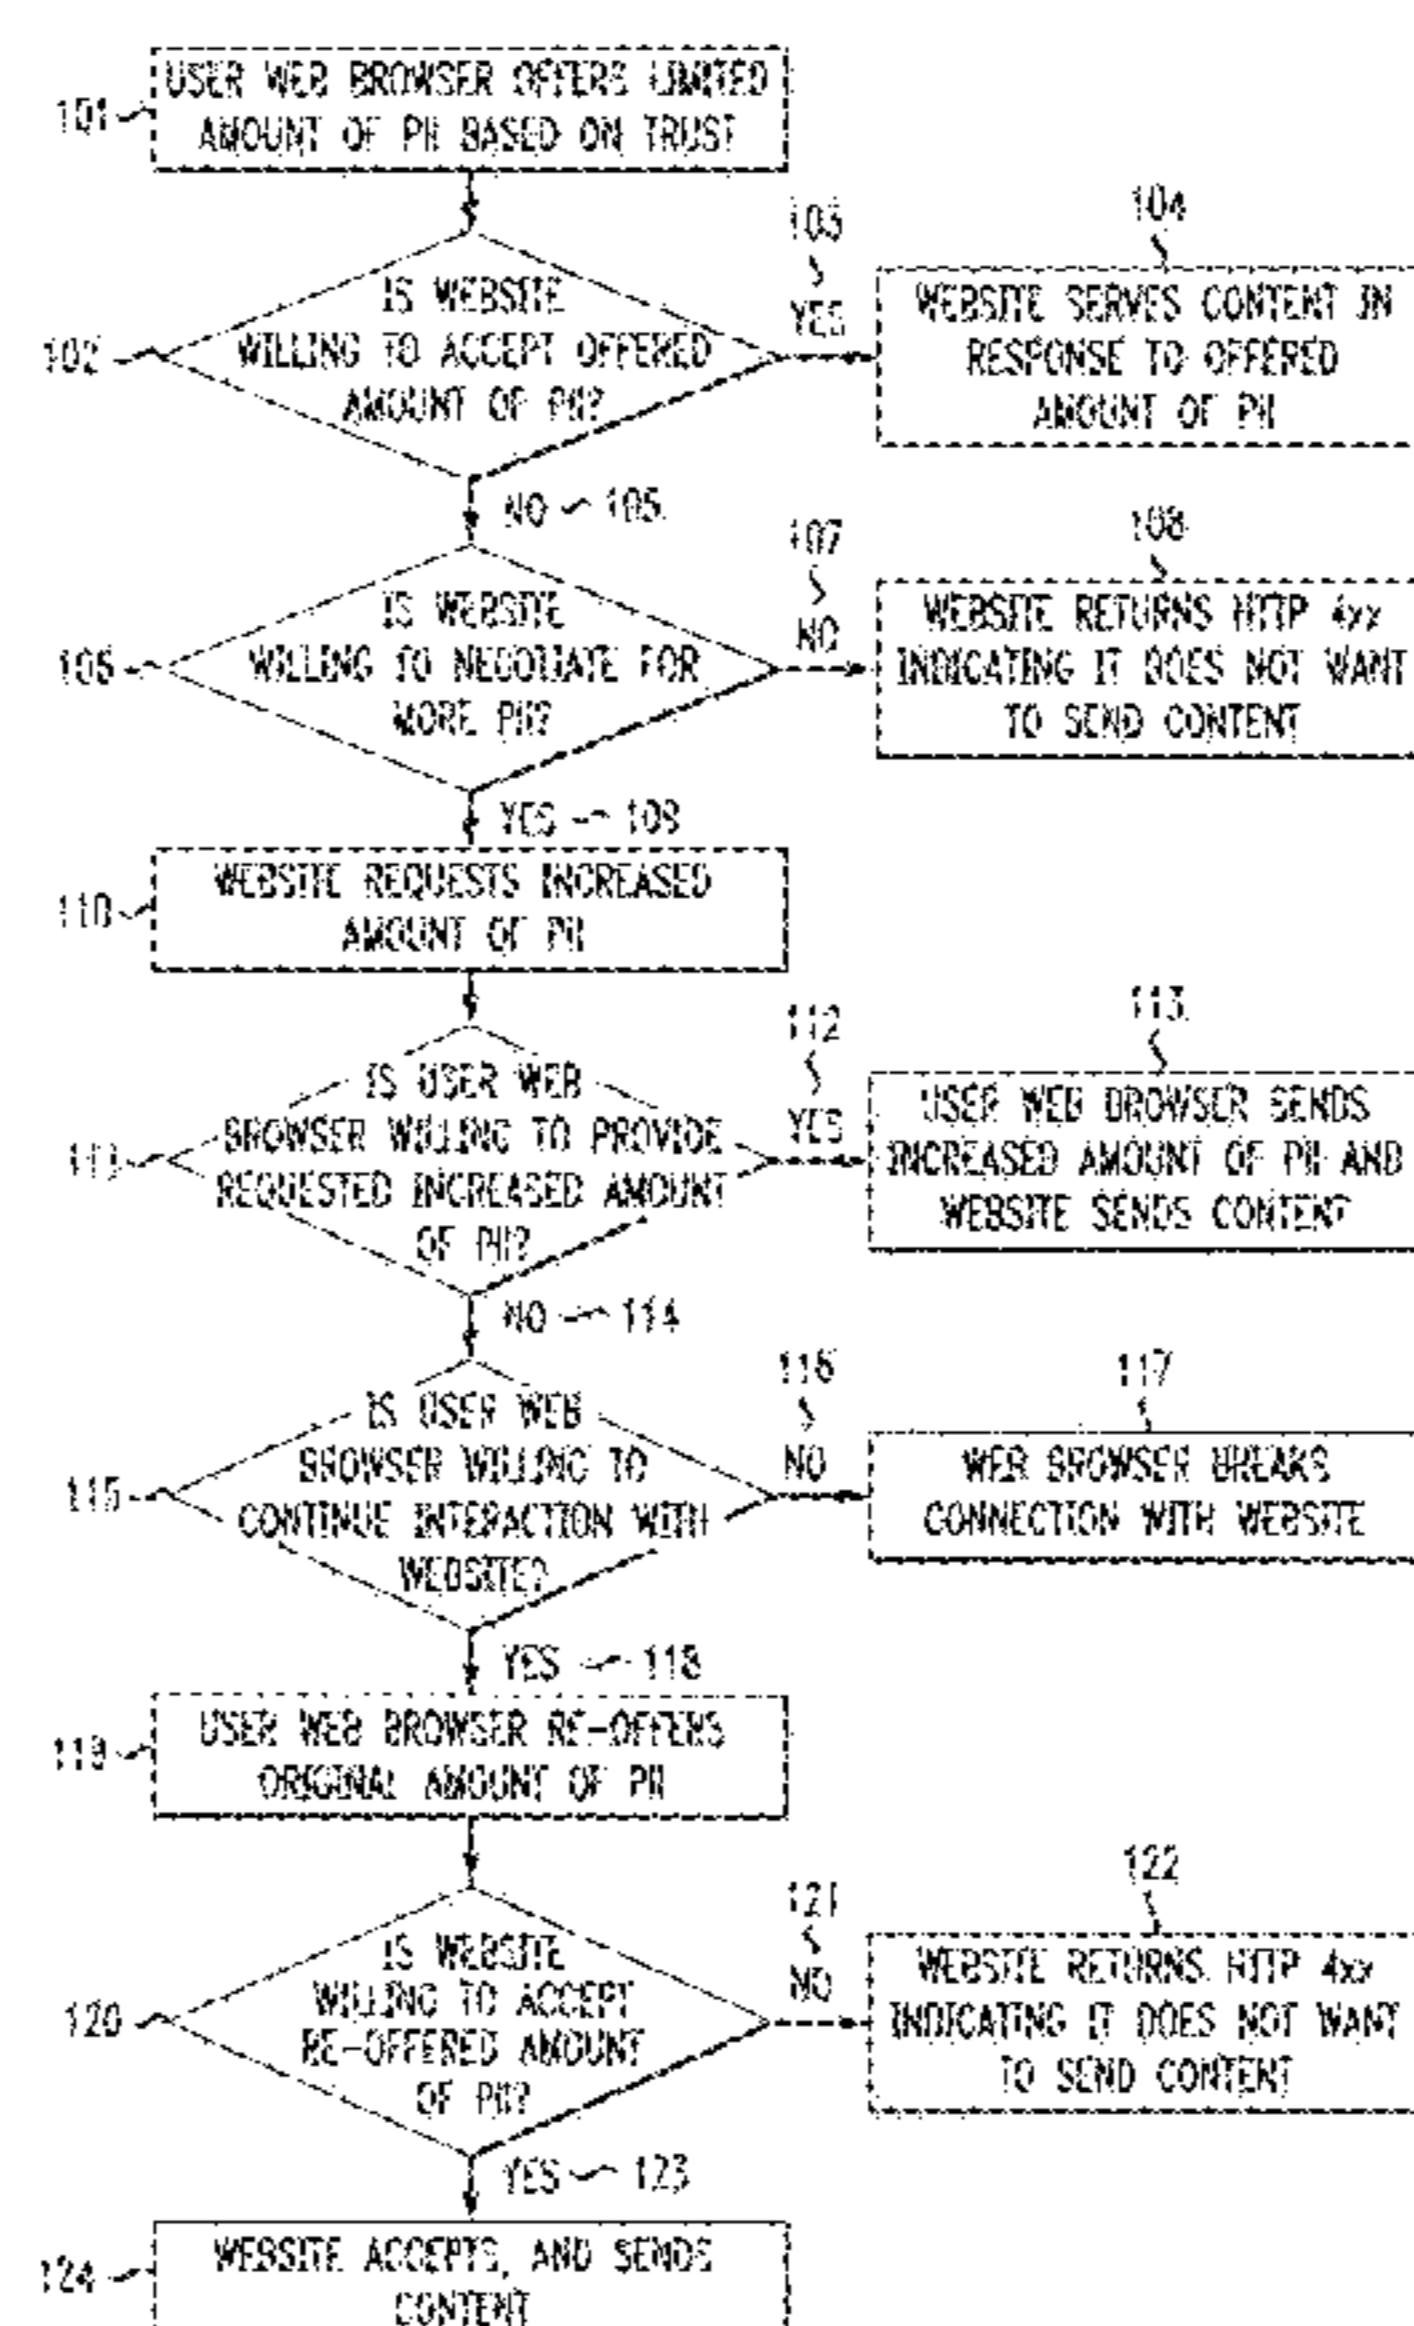 USER WEB BROWSER OFFERS LIMITED
AMOUNT OF PII BASED ON TRUST
101
IS WEBSITE
WILLING TO ACCEPT OFFERED
AMOUNT OF PII?
102
103
YES
104
WEBSITE SERVES CONTENT IN
RESPONSE TO OFFERED
AMOUNT OF PII
NO 105
IS WEBSITE
WILLING TO NEGOTIATE FOR
MORE PII?
106
107
NO
108
WEBSITE RETURNS HTTP 4xx
INDICATING IT DOES NOT WANT
TO SEND CONTENT
YES 109
WEBSITE REQUESTS INCREASED
AMOUNT OF PII
110
IS USER WEB
BROWSER WILLING TO PROVIDE
REQUESTED INCREASED AMOUNT
OF PII?
111
112
YES
113
USER WEB BROWSER SENDS
INCREASED AMOUNT OF PII AND
WEBSITE SENDS CONTENT
NO 114
IS USER WEB
BROWSER WILLING TO
CONTINUE INTERACTION WITH
WEBSITE?
115
116
NO
117
WEB BROWSER BREAKS
CONNECTION WITH WEBSITE
YES 118
USER WEB BROWSER RE-OFFERS
ORIGINAL AMOUNT OF PII
119
IS WEBSITE
WILLING TO ACCEPT
RE-OFFERED AMOUNT
OF PII?
120
121
NO
122
WEBSITE RETURNS HTTP 4xx
INDICATING IT DOES NOT WANT
TO SEND CONTENT
YES 123
WEBSITE ACCEPTS, AND SENDS
CONTENT
124